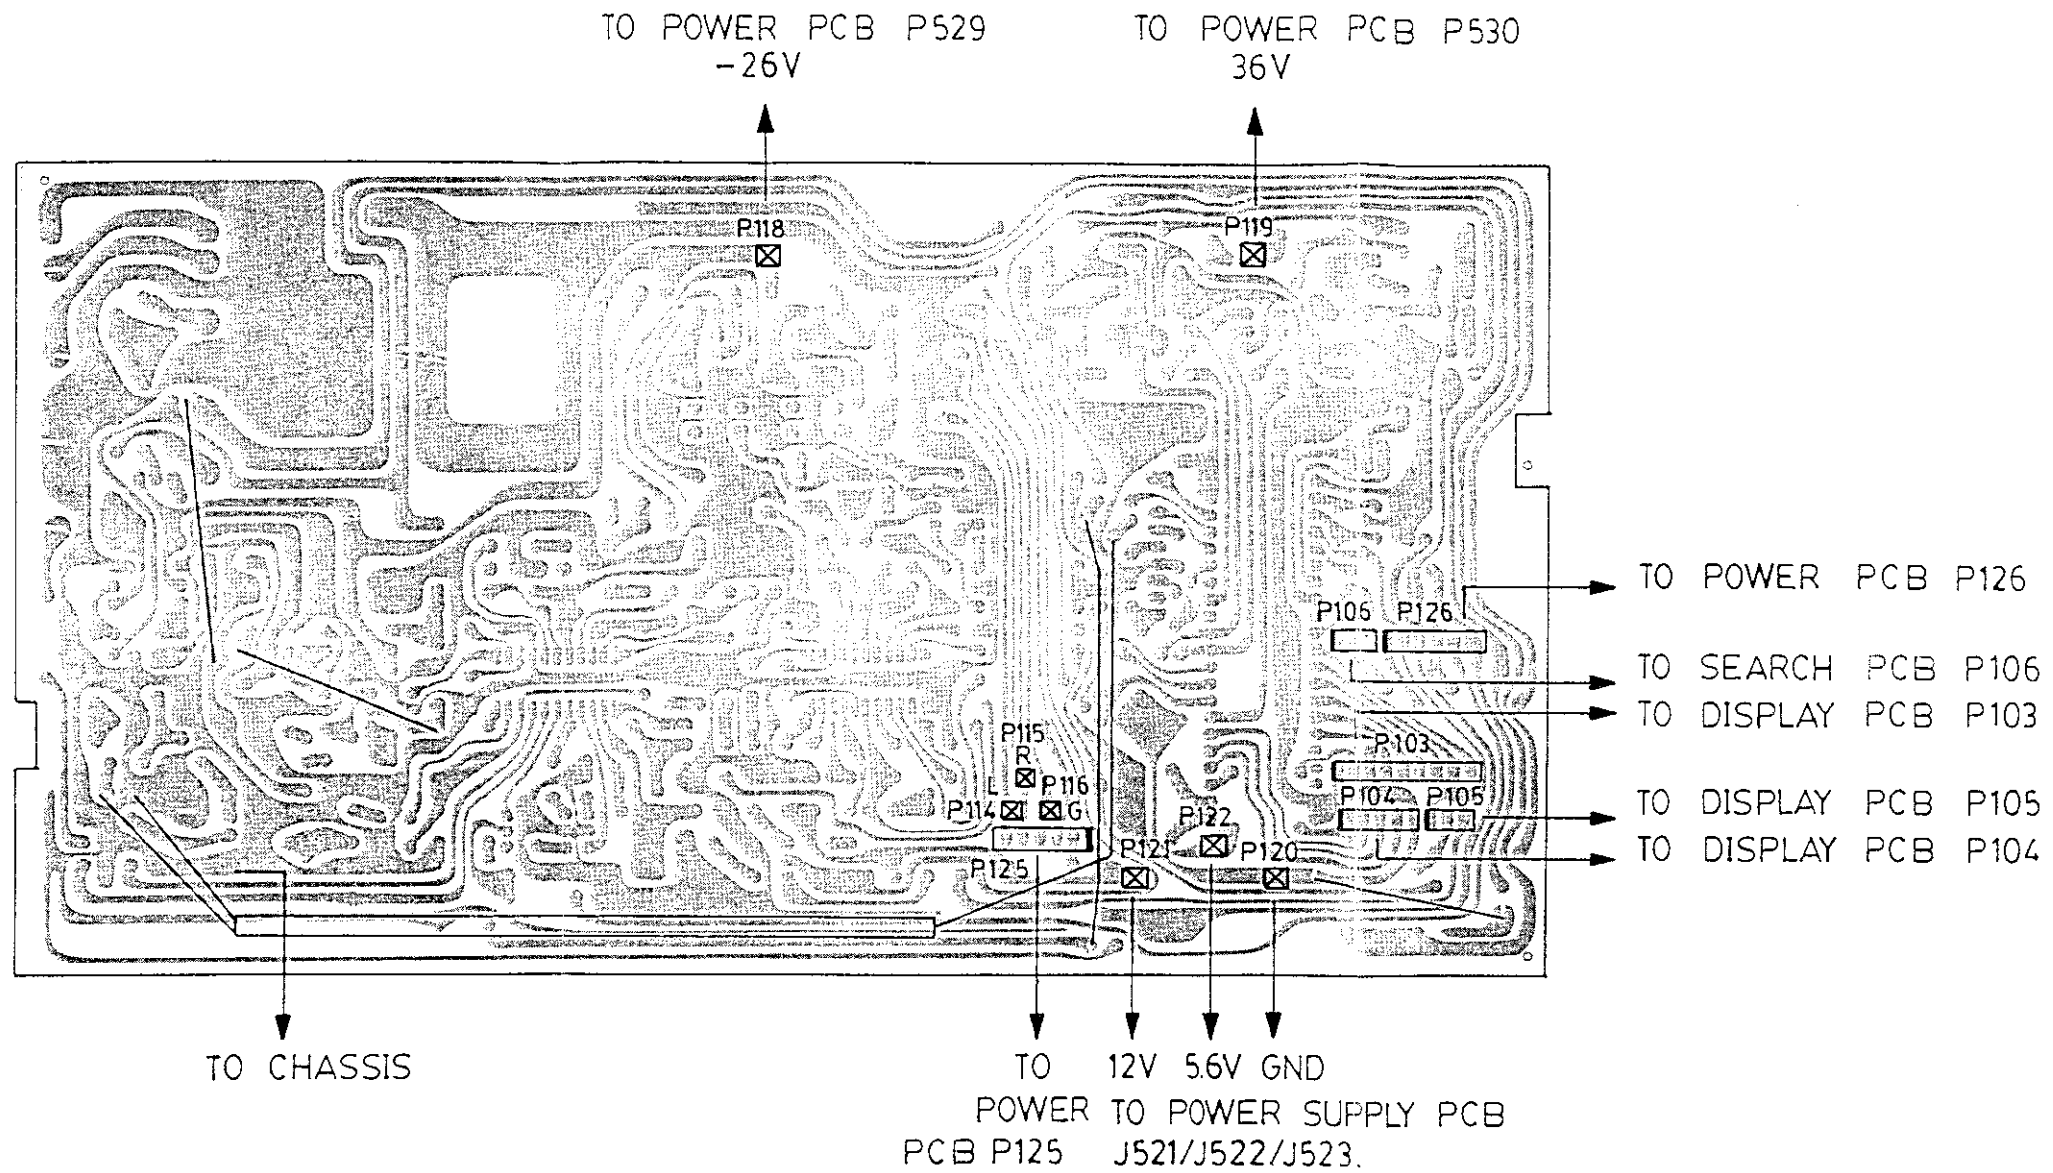 TO POWER PCB P529
-26V
TO POWER PCB P530
36V
P118
P119
TO POWER PCB P126
P106
P126
TO SEARCH PCB P106
TO DISPLAY PCB P103
P103
P115
R
L
P116
P114
G
P104
P105
TO DISPLAY PCB P105
TO DISPLAY PCB P104
P122
P121
P120
P125
TO CHASSIS
TO 12V 5.6V GND
POWER TO POWER SUPPLY PCB
PCB P125 J521/J522/J523.